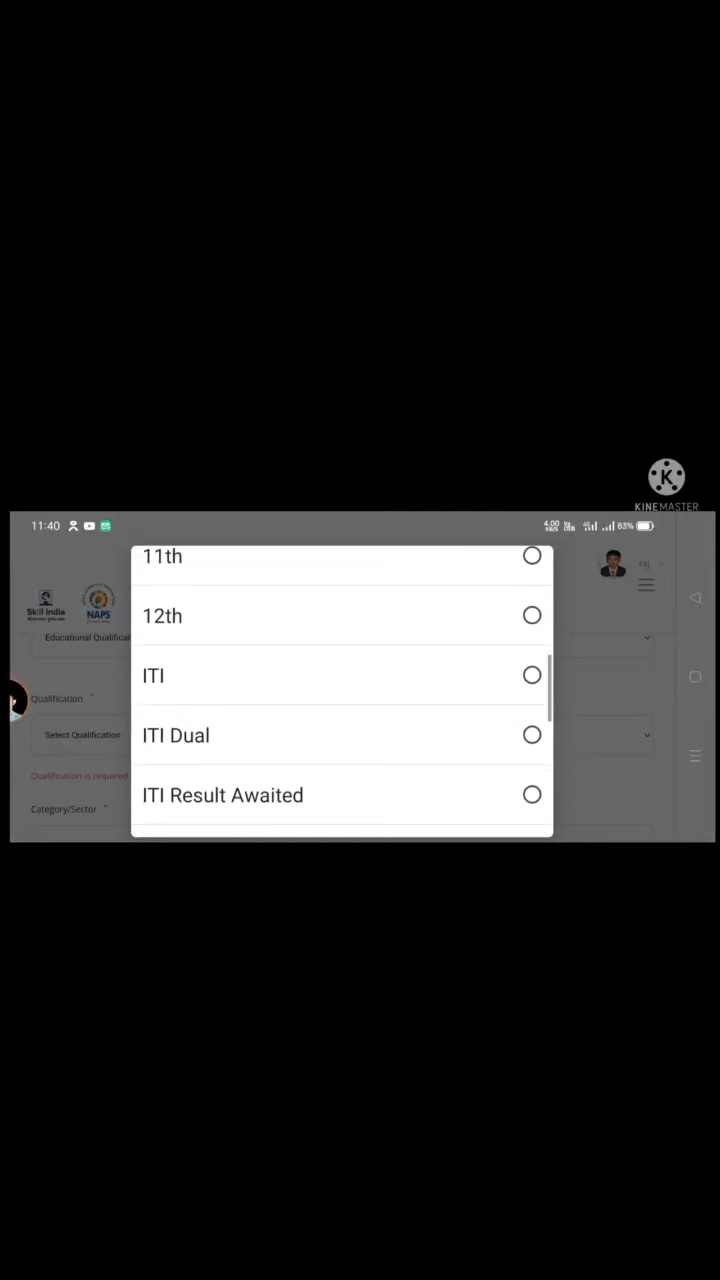 KINEMASTER
11:40
4.00 KB/S
83%
11th
12th
ITI
ITI Dual
ITI Result Awaited
Skill India
NAPS
Educational Qualificat
Qualification *
Select Qualification
Qualification is required
Category/Sector *